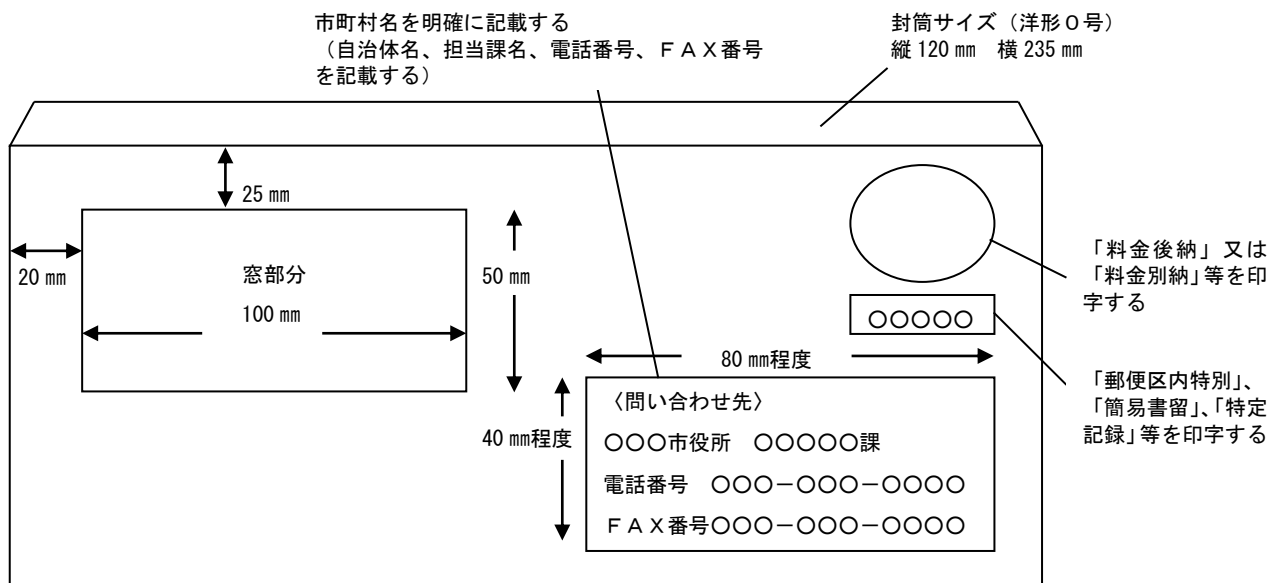 市町村名を明確に記載する
（自治体名、担当課名、電話番号、ＦＡＸ番号
を記載する）
封筒サイズ（洋形０号）
縦 120 ㎜　横 235 ㎜
25 ㎜
20 ㎜
窓部分
100 ㎜
50 ㎜
「料金後納」又は
「料金別納」等を印
字する
○○○○○
80 ㎜程度
「郵便区内特別」、
「簡易書留」、「特定
記録」等を印字する
40 ㎜程度
〈問い合わせ先〉
○○○市役所　○○○○○課
電話番号　○○○－○○○－○○○○
ＦＡＸ番号○○○－○○○－○○○○